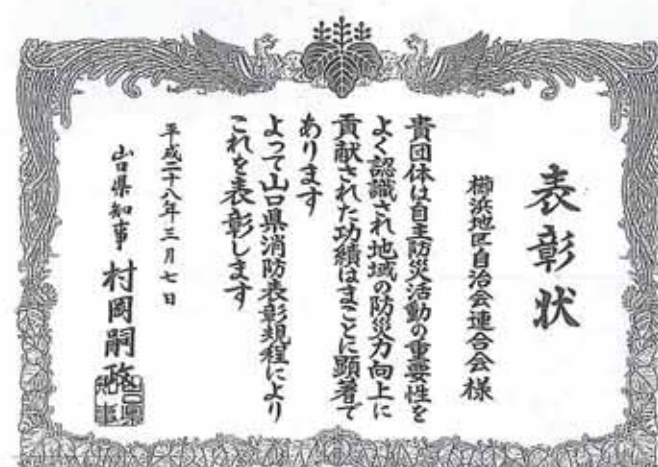 表彰状
櫛浜地区自治会連合会様
貴団体は自主防災活動の重要性を
よく認識され地域の防災力向上に
貢献された功績はまことに顕著で
あります
よって山口県消防表彰規程により
これを表彰します
平成二十八年三月七日
山口県知事 村岡嗣政